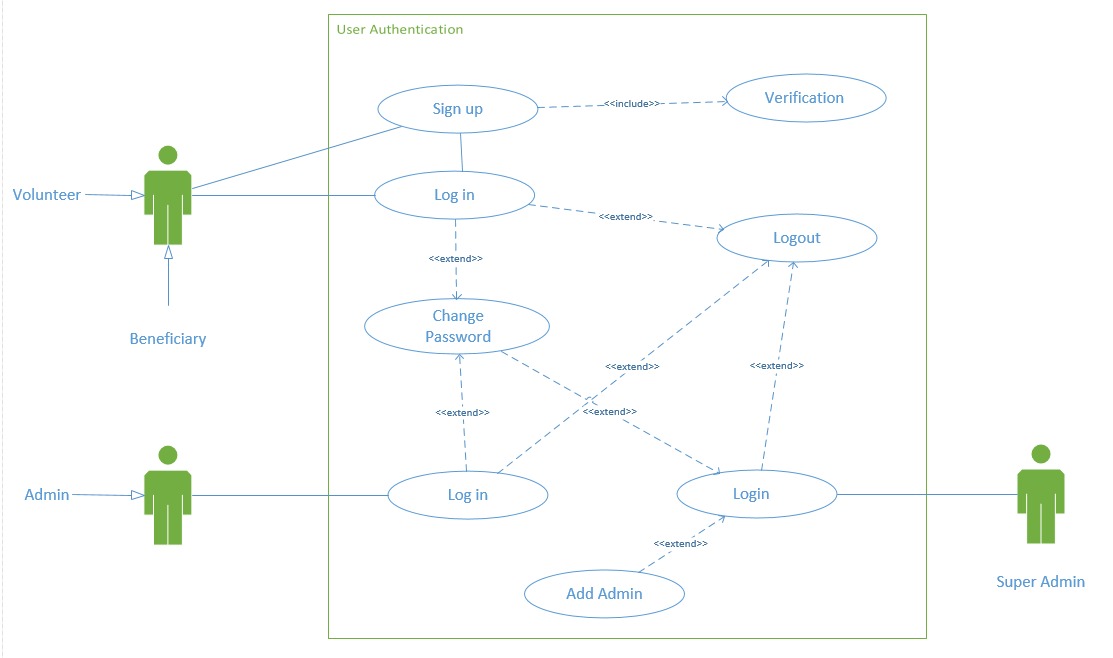 User Authentication
Sign up
<<include>>
Verification
Volunteer
Log in
<<extend>>
Logout
<<extend>>
Beneficiary
Change
Password
<<extend>>
<<extend>>
<<extend>>
<<extend>>
Admin
Log in
Login
<<extend>>
Super Admin
Add Admin